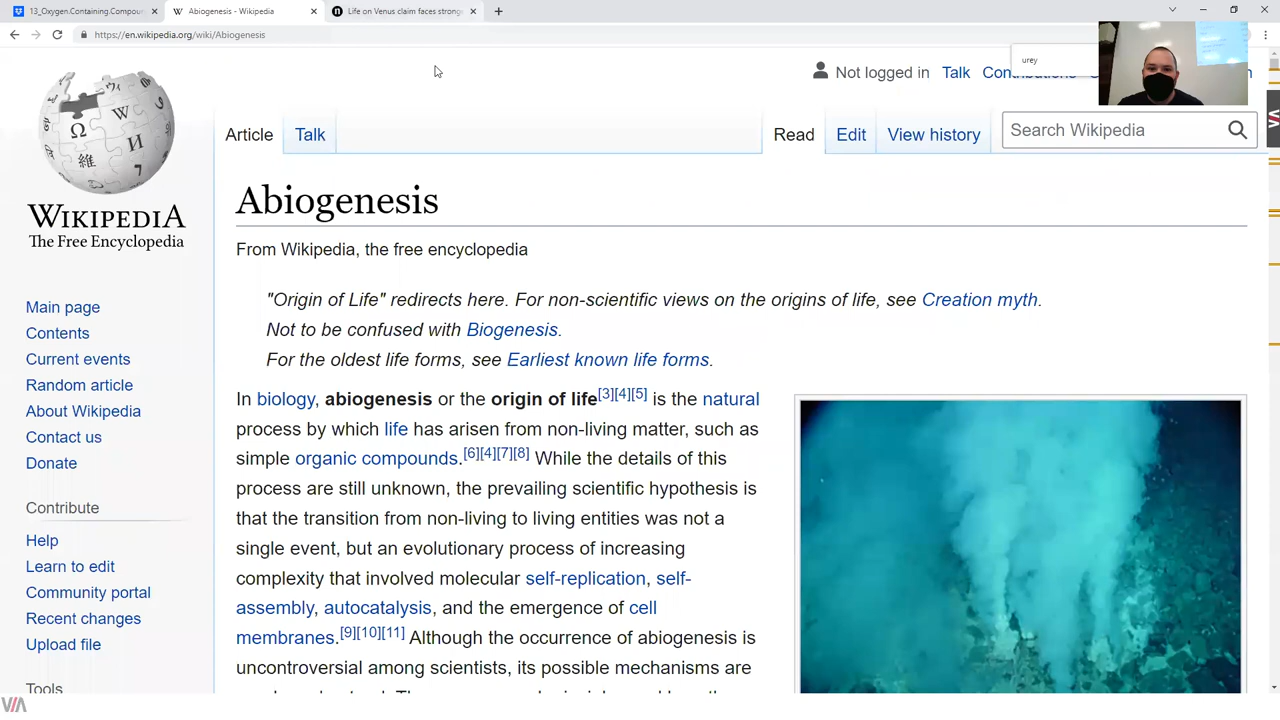 13_Oxygen.Containing.Compou
Abiogenesis - Wikipedia
Life on Venus claim faces strong
https://en.wikipedia.org/wiki/Abiogenesis
urey
Not logged in
Talk
Article
Talk
Read
Edit
View history
Search Wikipedia
WIKIPEDIA
The Free Encyclopedia
Main page
Contents
Current events
Random article
About Wikipedia
Contact us
Donate
Contribute
Help
Learn to edit
Community portal
Recent changes
Upload file
Tools
Abiogenesis
From Wikipedia, the free encyclopedia
"Origin of Life" redirects here. For non-scientific views on the origins of life, see Creation myth.
Not to be confused with Biogenesis.
For the oldest life forms, see Earliest known life forms.
In biology, abiogenesis or the origin of life[3][4][5] is the natural
process by which life has arisen from non-living matter, such as
simple organic compounds.[6][4][7][8] While the details of this
process are still unknown, the prevailing scientific hypothesis is
that the transition from non-living to living entities was not a
single event, but an evolutionary process of increasing
complexity that involved molecular self-replication, self-
assembly, autocatalysis, and the emergence of cell
membranes.[9][10][11] Although the occurrence of abiogenesis is
uncontroversial among scientists, its possible mechanisms are
VIA